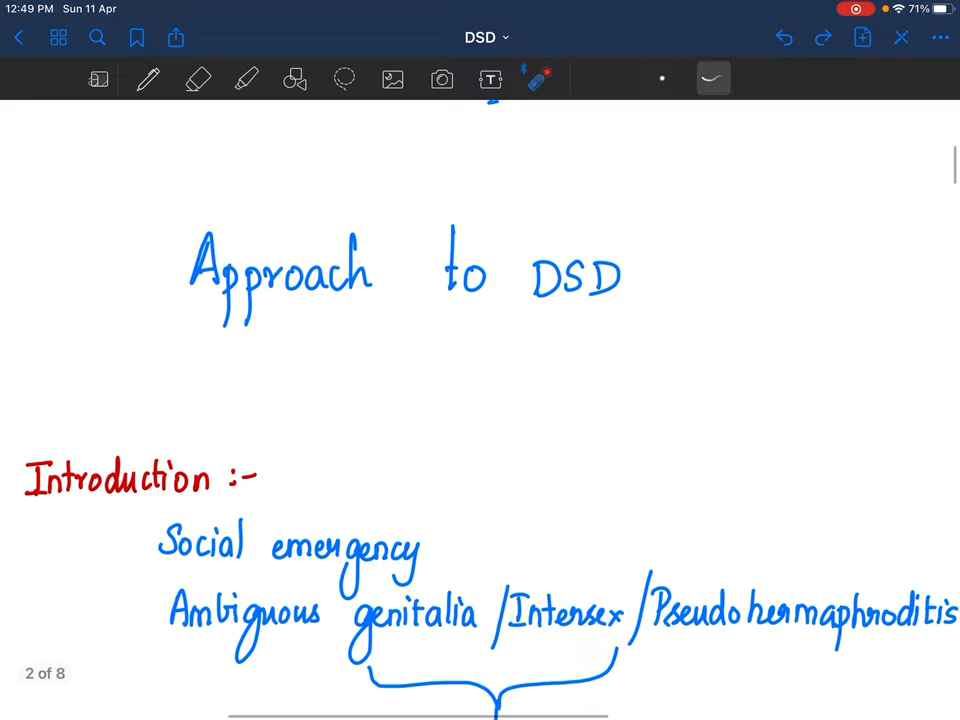 12:49 PM Sun 11 Apr 71%
DSD
T
Approach to DSD
Introduction :-
Social emergency
Ambiguous genitalia / Intersex / Pseudohermaphroditis
2 of 8